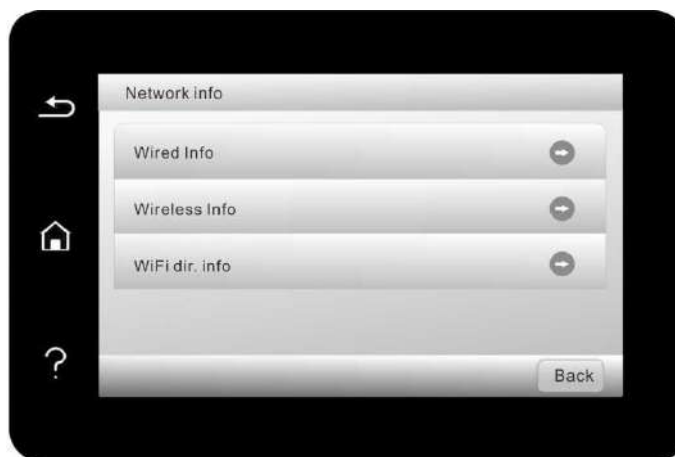 Network info
Wired Info
Wireless Info
WiFi dir. info
?
Back